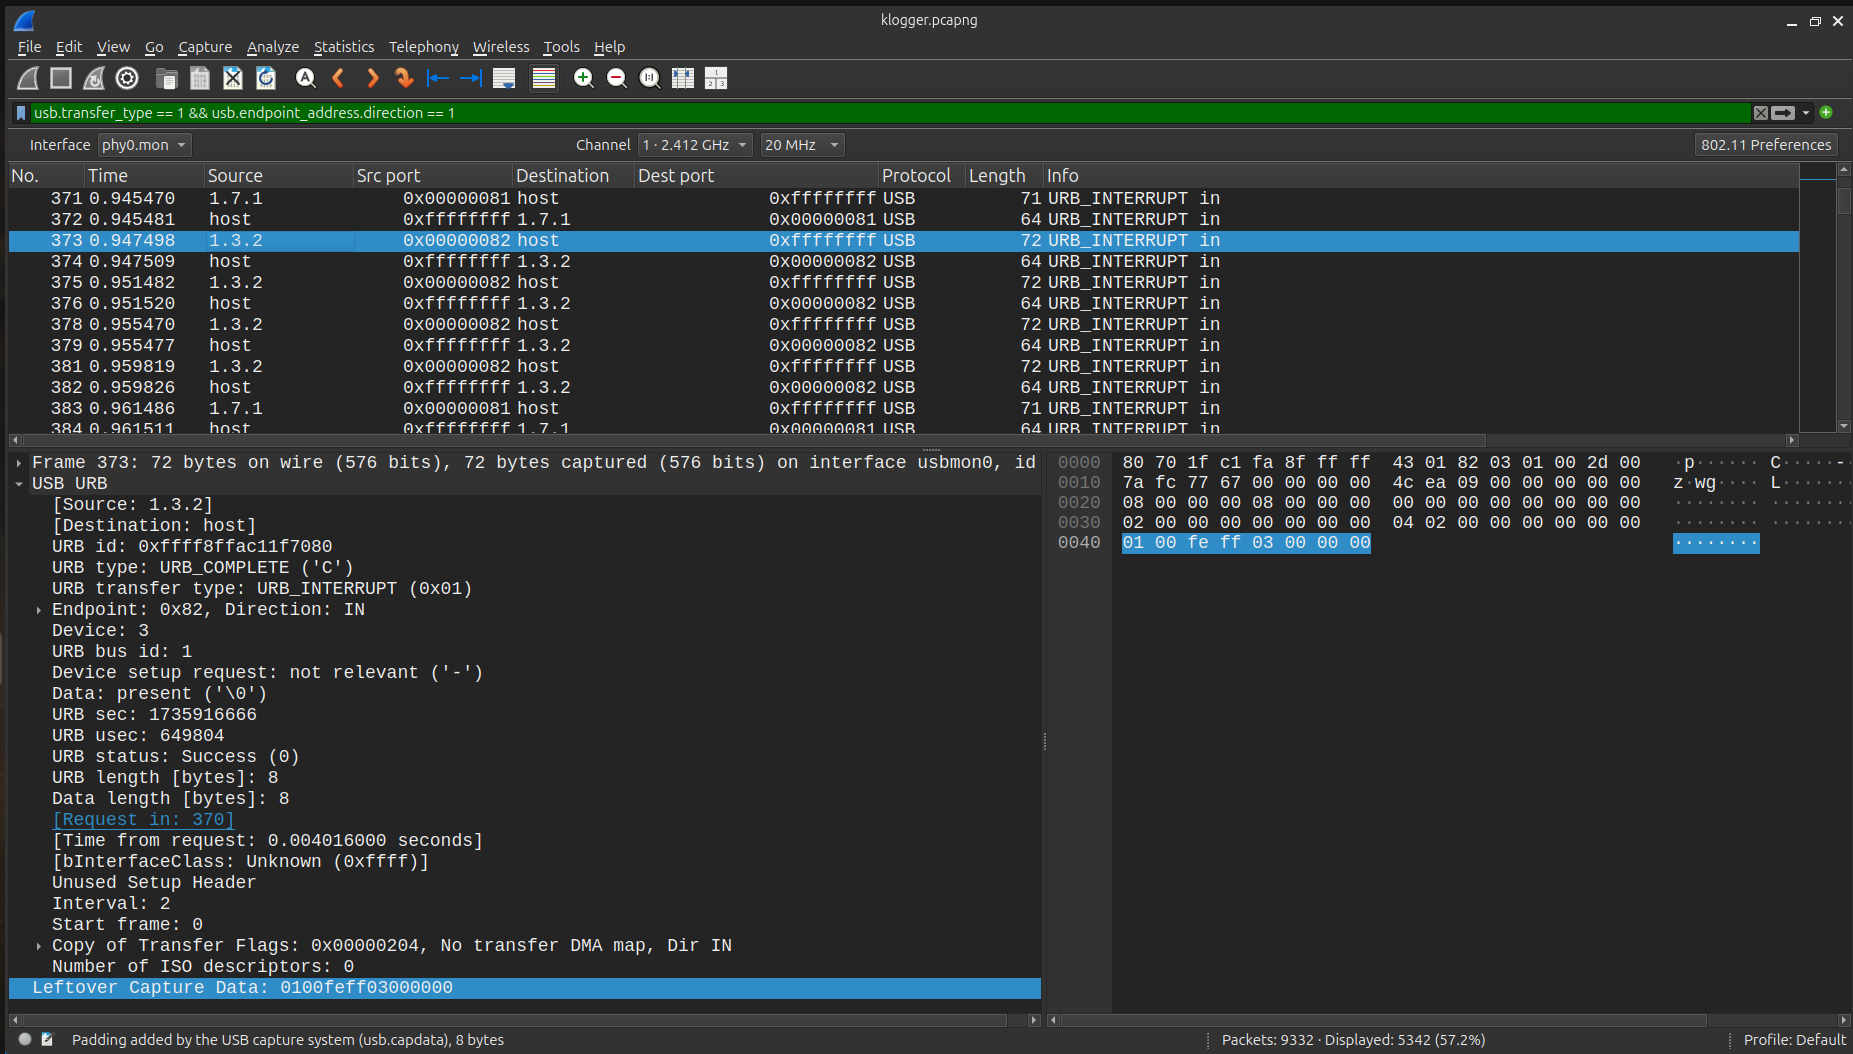 klogger.pcapng
File Edit View Go Capture Analyze Statistics Telephony Wireless Tools Help
usb.transfer_type == 1 && usb.endpoint_address.direction == 1
Interface phy0.mon Channel 1 · 2.412 GHz 20 MHz 802.11 Preferences
No. Time Source Src port Destination Dest port Protocol Length Info
371 0.945470 1.7.1 0x00000081 host 0xffffffff USB 71 URB_INTERRUPT in
372 0.945481 host 0xffffffff 1.7.1 0x00000081 USB 64 URB_INTERRUPT in
373 0.947498 1.3.2 0x00000082 host 0xffffffff USB 72 URB_INTERRUPT in
374 0.947509 host 0xffffffff 1.3.2 0x00000082 USB 64 URB_INTERRUPT in
375 0.951482 1.3.2 0x00000082 host 0xffffffff USB 72 URB_INTERRUPT in
376 0.951520 host 0xffffffff 1.3.2 0x00000082 USB 64 URB_INTERRUPT in
378 0.955470 1.3.2 0x00000082 host 0xffffffff USB 72 URB_INTERRUPT in
379 0.955477 host 0xffffffff 1.3.2 0x00000082 USB 64 URB_INTERRUPT in
381 0.959819 1.3.2 0x00000082 host 0xffffffff USB 72 URB_INTERRUPT in
382 0.959826 host 0xffffffff 1.3.2 0x00000082 USB 64 URB_INTERRUPT in
383 0.961486 1.7.1 0x00000081 host 0xffffffff USB 71 URB_INTERRUPT in
384 0.961511 host 0xffffffff 1.7.1 0x00000081 USB 64 URB_INTERRUPT in
Frame 373: 72 bytes on wire (576 bits), 72 bytes captured (576 bits) on interface usbmon0, id
USB URB
[Source: 1.3.2]
[Destination: host]
URB id: 0xffff8ffac11f7080
URB type: URB_COMPLETE ('C')
URB transfer type: URB_INTERRUPT (0x01)
Endpoint: 0x82, Direction: IN
Device: 3
URB bus id: 1
Device setup request: not relevant ('-')
Data: present ('\0')
URB sec: 1735916666
URB usec: 649804
URB status: Success (0)
URB length [bytes]: 8
Data length [bytes]: 8
[Request in: 370]
[Time from request: 0.004016000 seconds]
[bInterfaceClass: Unknown (0xffff)]
Unused Setup Header
Interval: 2
Start frame: 0
Copy of Transfer Flags: 0x00000204, No transfer DMA map, Dir IN
Number of ISO descriptors: 0
Leftover Capture Data: 0100feff03000000
0000 80 70 1f c1 fa 8f ff ff 43 01 82 03 01 00 2d 00 ·p······ C·····-
0010 7a fc 77 67 00 00 00 00 4c ea 09 00 00 00 00 00 z·wg···· L·······
0020 08 00 00 00 08 00 00 00 00 00 00 00 00 00 00 00 ········ ········
0030 02 00 00 00 00 00 00 00 04 02 00 00 00 00 00 00 ········ ········
0040 01 00 fe ff 03 00 00 00 ········
Padding added by the USB capture system (usb.capdata), 8 bytes Packets: 9332 · Displayed: 5342 (57.2%) Profile: Default